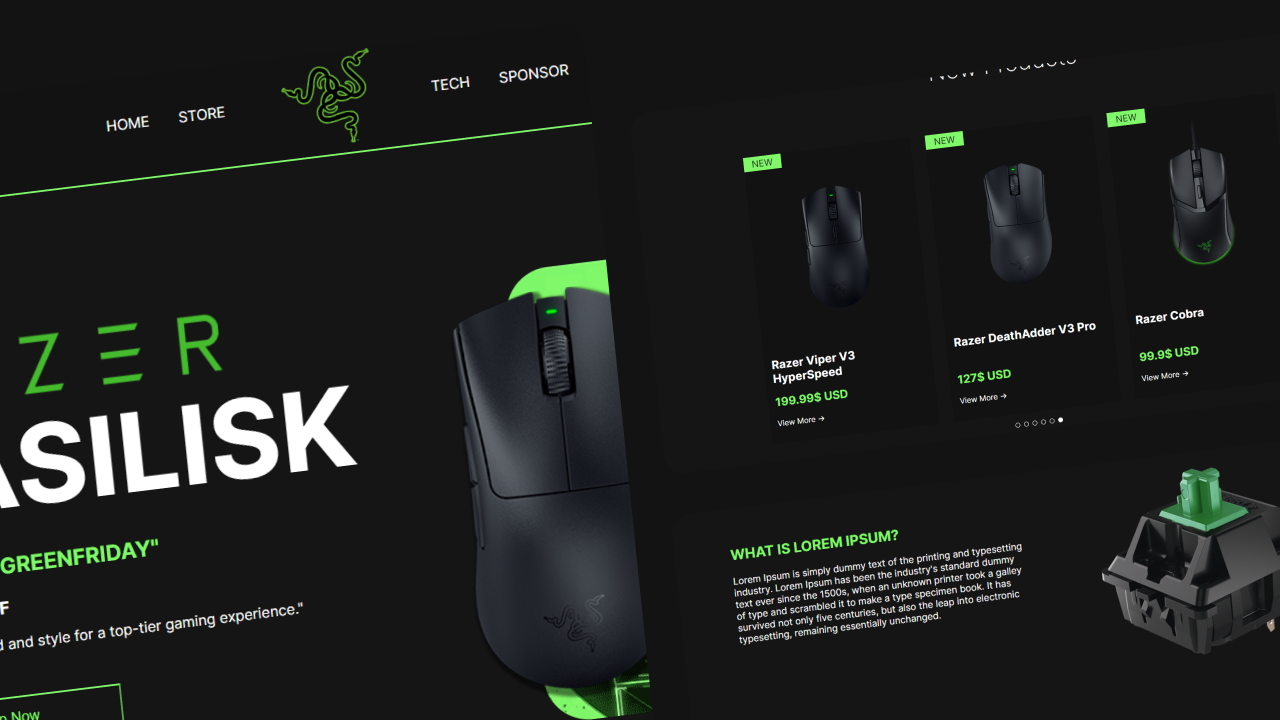 HOME STORE TECH SPONSOR
ZER
ASILISK
GREENFRIDAY"
F
d and style for a top-tier gaming experience."
Now
New Products
NEW
Razer Viper V3
HyperSpeed
199.99$ USD
View More →
NEW
Razer DeathAdder V3 Pro
127$ USD
View More →
NEW
Razer Cobra
99.9$ USD
View More →
WHAT IS LOREM IPSUM?
Lorem Ipsum is simply dummy text of the printing and typesetting
industry. Lorem Ipsum has been the industry's standard dummy
text ever since the 1500s, when an unknown printer took a galley
of type and scrambled it to make a type specimen book. It has
survived not only five centuries, but also the leap into electronic
typesetting, remaining essentially unchanged.